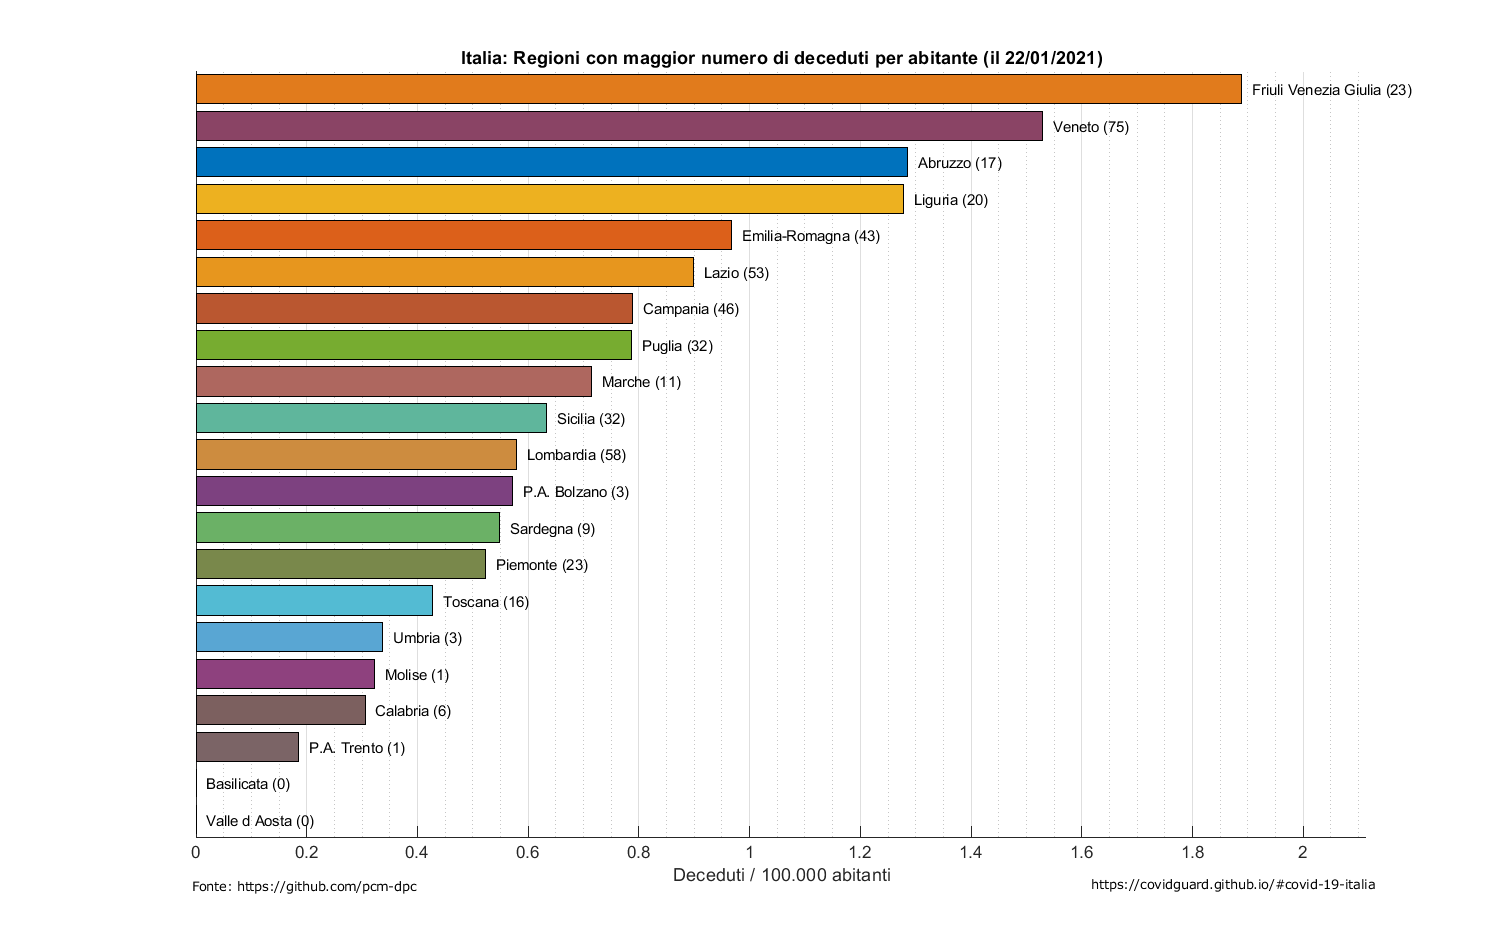 Italia: Regioni con maggior numero di deceduti per abitante (il 22/01/2021)
Friuli Venezia Giulia (23)
Veneto (75)
Abruzzo (17)
Liguria (20)
Emilia-Romagna (43)
Lazio (53)
Campania (46)
Puglia (32)
Marche (11)
Sicilia (32)
Lombardia (58)
P.A. Bolzano (3)
Sardegna (9)
Piemonte (23)
Toscana (16)
Umbria (3)
Molise (1)
Calabria (6)
P.A. Trento (1)
Basilicata (0)
Valle d Aosta (0)
0 0.2 0.4 0.6 0.8 1 1.2 1.4 1.6 1.8 2
Deceduti / 100.000 abitanti
Fonte: https://github.com/pcm-dpc
https://covidguard.github.io/#covid-19-italia